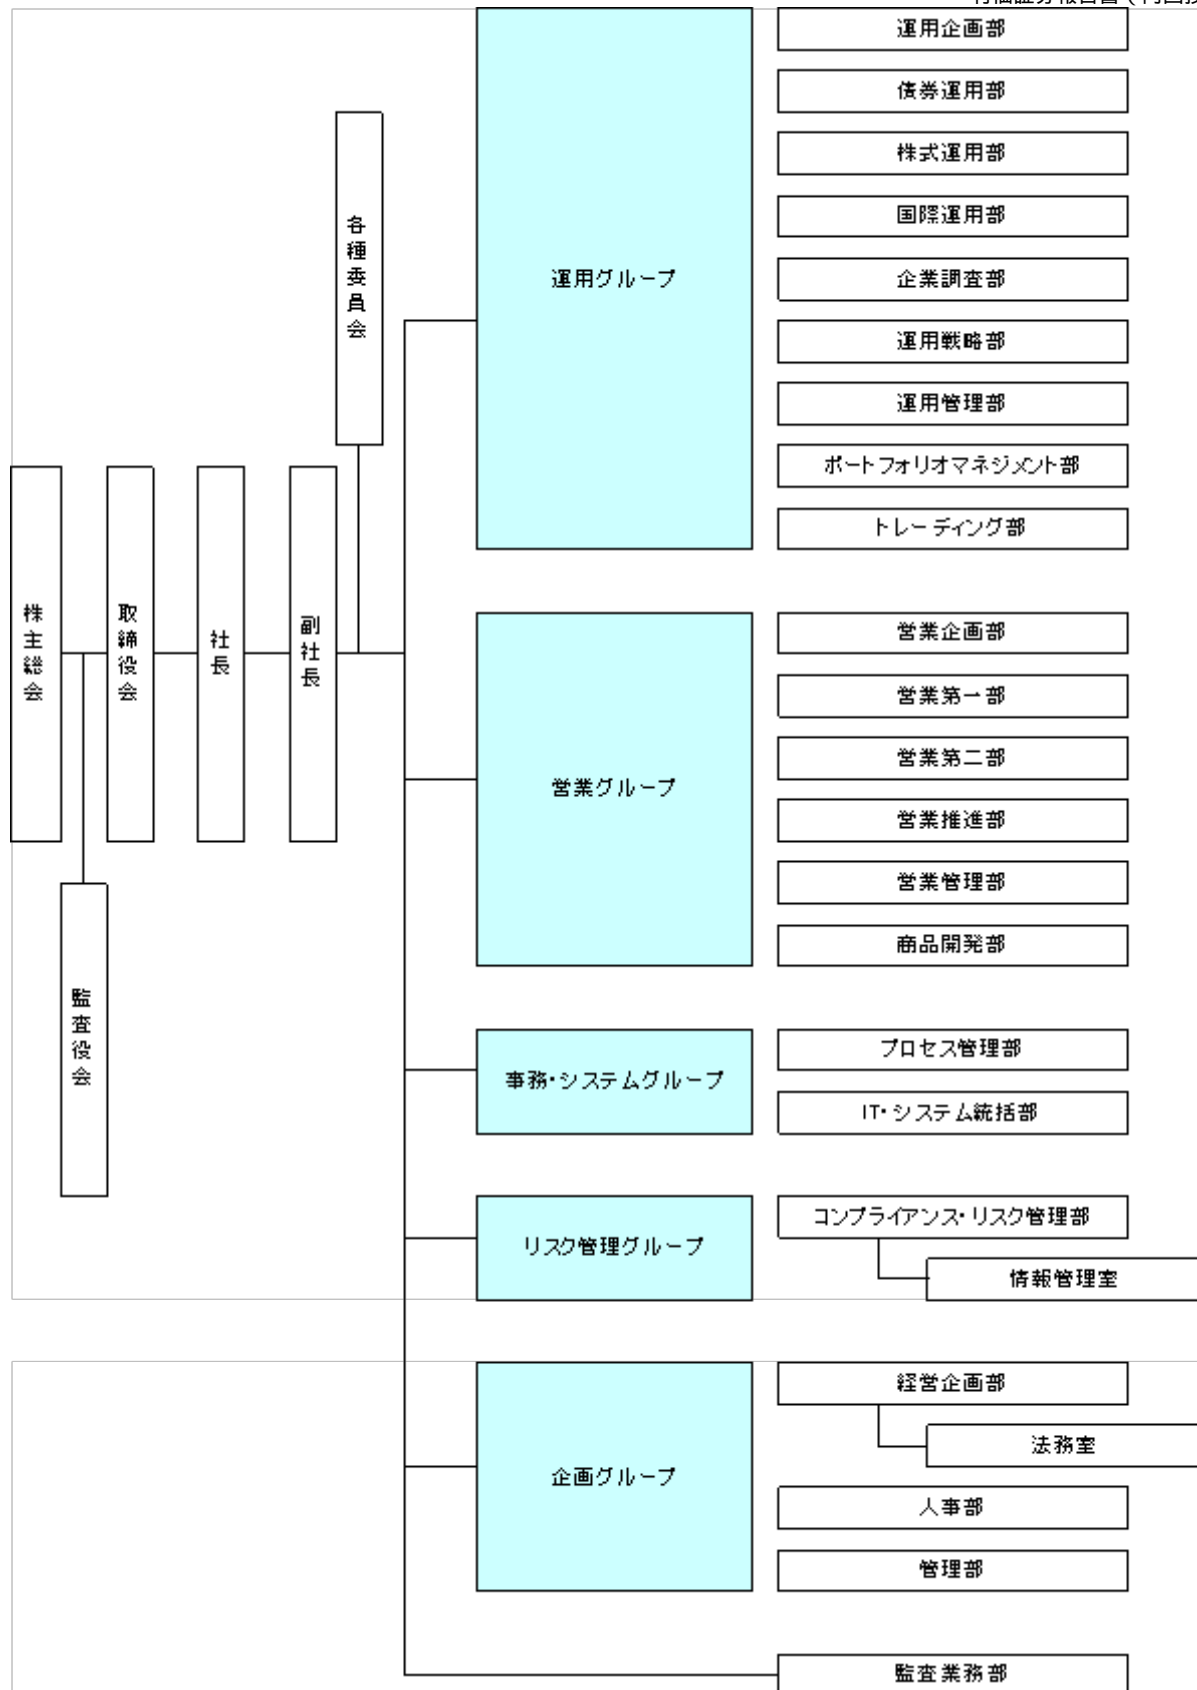 運用企画部
債券運用部
株式運用部
国際運用部
企業調査部
運用戦略部
運用管理部
ポートフォリオマネジメント部
トレーディング部
運用グループ
各種委員会
株主総会
取締役会
社長
副社長
監査役会
営業グループ
営業企画部
営業第一部
営業第二部
営業推進部
営業管理部
商品開発部
事務・システムグループ
プロセス管理部
IT・システム統括部
リスク管理グループ
コンプライアンス・リスク管理部
情報管理室
企画グループ
経営企画部
法務室
人事部
管理部
監査業務部